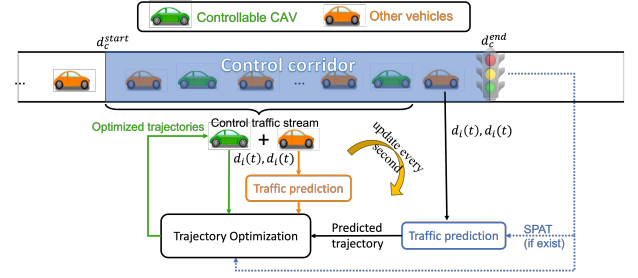 Controllable CAV
Other vehicles
d_c^{start}
d_c^{end}
Control corridor
...
...
Optimized trajectories
Control traffic stream
+
d_i(t), d_i(t)
update every second
d_i(t), d_i(t)
Traffic prediction
Trajectory Optimization
Predicted
trajectory
Traffic prediction
SPAT
(if exist)